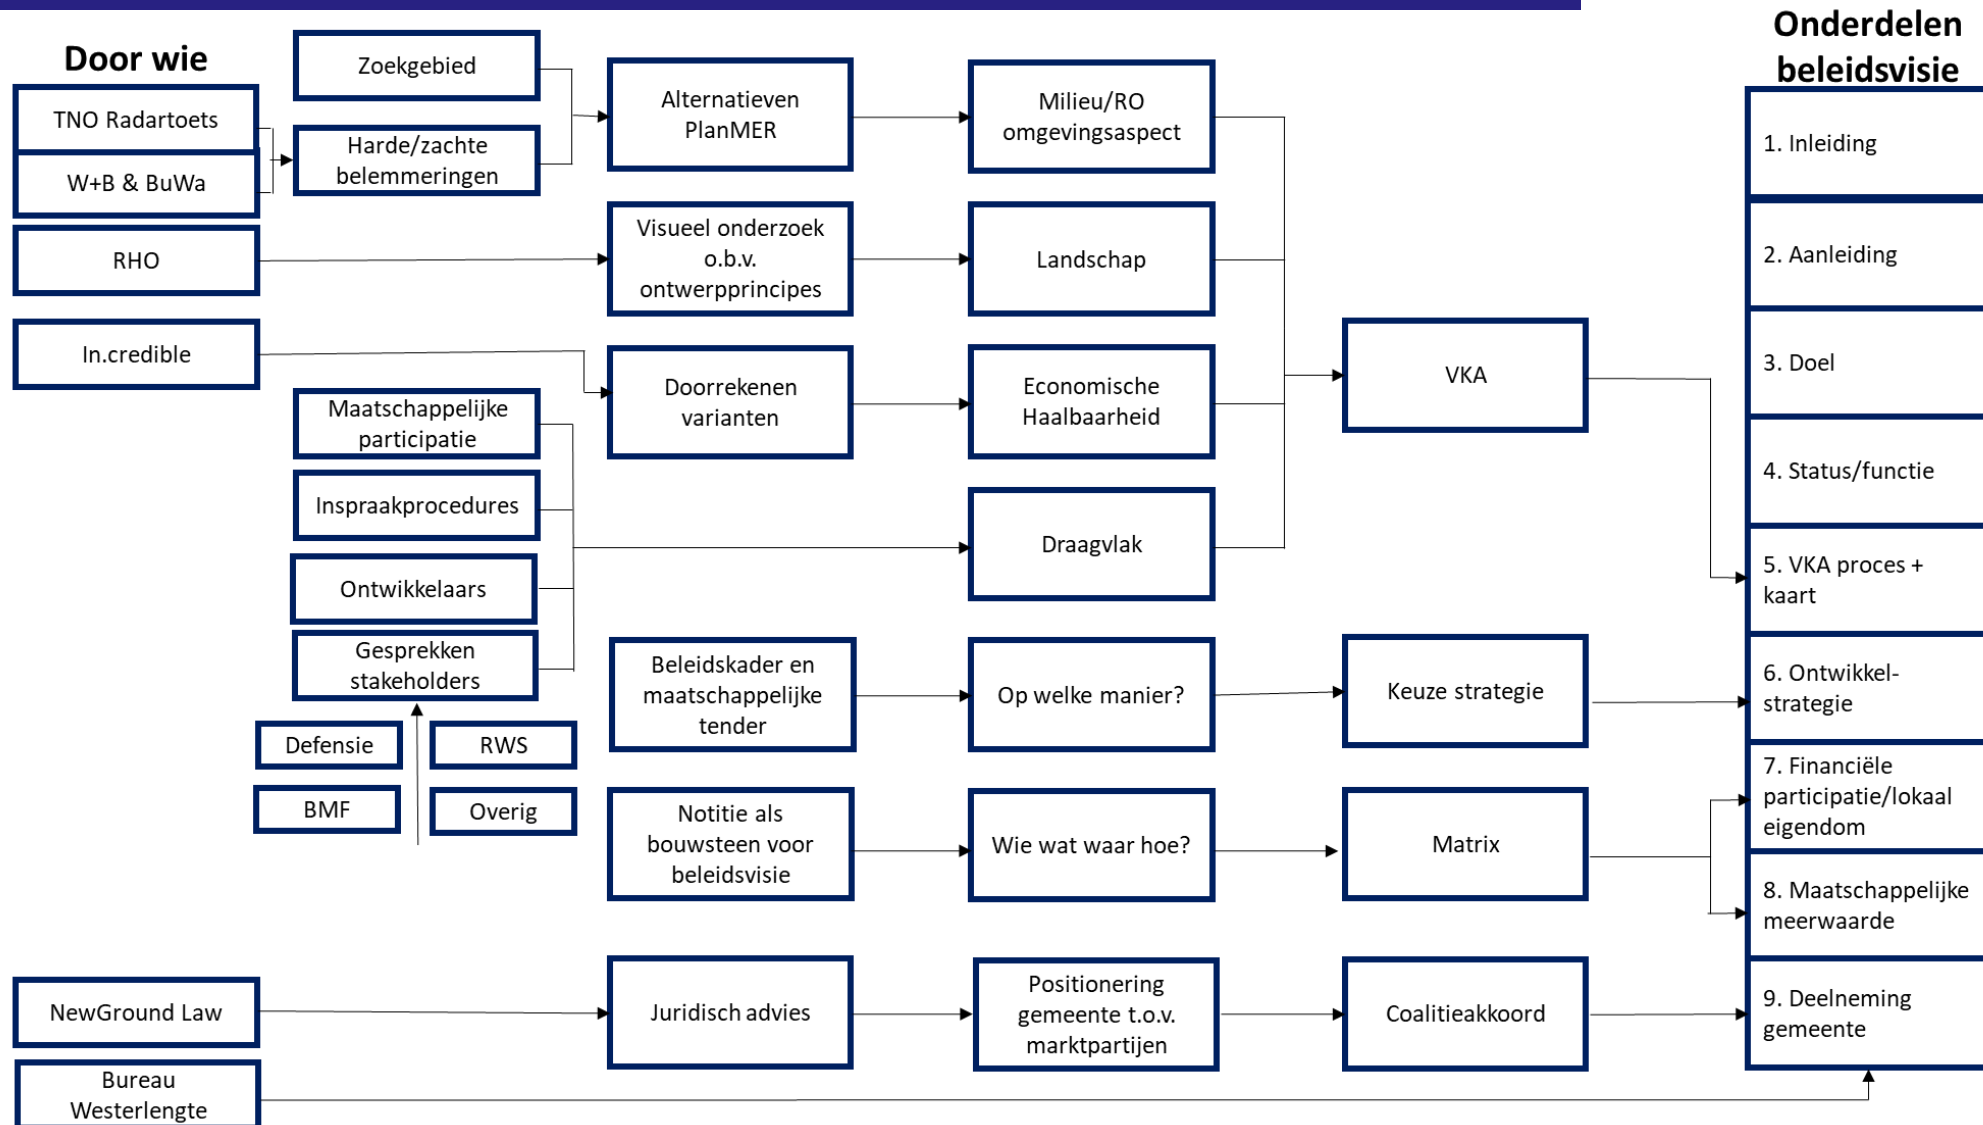 Door wie
TNO Radartoets
W+B & BuWa
RHO
In.credible
NewGround Law
Bureau
Westerlengte
Zoekgebied
Harde/zachte
belemmeringen
Maatschappelijke
participatie
Inspraakprocedures
Ontwikkelaars
Gesprekken
stakeholders
Defensie
RWS
BMF
Overig
Alternatieven
PlanMER
Visueel onderzoek
o.b.v.
ontwerpprincipes
Doorrekenen
varianten
Beleidskader en
maatschappelijke
tender
Notitie als
bouwsteen voor
beleidsvisie
Juridisch advies
Milieu/RO
omgevingsaspect
Landschap
Economische
Haalbaarheid
Draagvlak
Op welke manier?
Wie wat waar hoe?
Positionering
gemeente t.o.v.
marktpartijen
VKA
Keuze strategie
Matrix
Coalitieakkoord
Onderdelen
beleidsvisie
1. Inleiding
2. Aanleiding
3. Doel
4. Status/functie
5. VKA proces +
kaart
6. Ontwikkel-
strategie
7. Financiële
participatie/lokaal
eigendom
8. Maatschappelijke
meerwaarde
9. Deelneming
gemeente